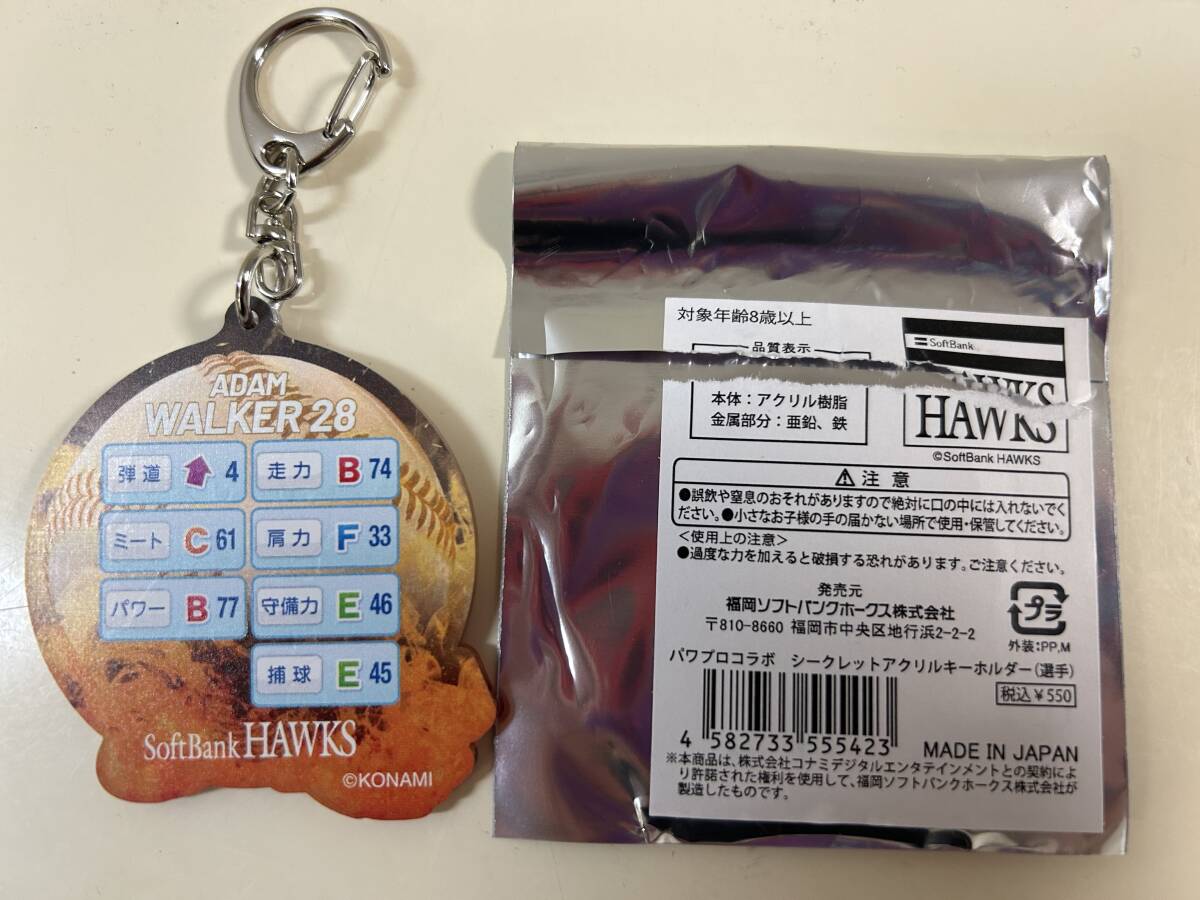 ADAM
WALKER 28
弾道 4
走力 B 74
ミート C 61
肩力 F 33
パワー B 77
守備力 E 46
捕球 E 45
SoftBank HAWKS
©KONAMI
対象年齢8歳以上
品質表示
本体：アクリル樹脂
金属部分：亜鉛、鉄
SoftBank
HAWKS
©SoftBank HAWKS
⚠注意
●誤飲や窒息のおそれがありますので絶対に口の中には入れないでく
ださい。●小さなお子様の手の届かない場所で使用・保管してください。
＜使用上の注意＞
●過度な力を加えると破損する恐れがあります。ご注意ください。
発売元
福岡ソフトバンクホークス株式会社
〒810-8660 福岡市中央区地行浜2-2-2
プラ
外装：PP,M
パワプロコラボ シークレットアクリルキーホルダー（選手）
税込￥550
4 582733 555423
MADE IN JAPAN
※本商品は、株式会社コナミデジタルエンタテインメントとの契約によ
り許諾された権利を使用して、福岡ソフトバンクホークス株式会社が
製造したものです。